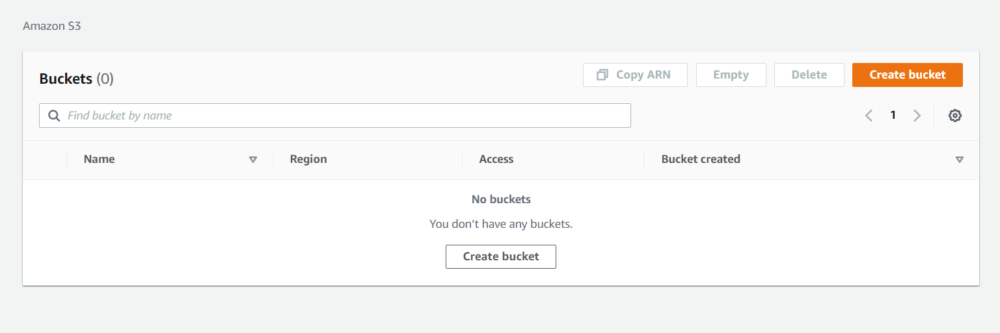 Amazon S3
Buckets (0)
Copy ARN
Empty
Delete
Create bucket
Find bucket by name
1
Name
Region
Access
Bucket created
No buckets
You don’t have any buckets.
Create bucket